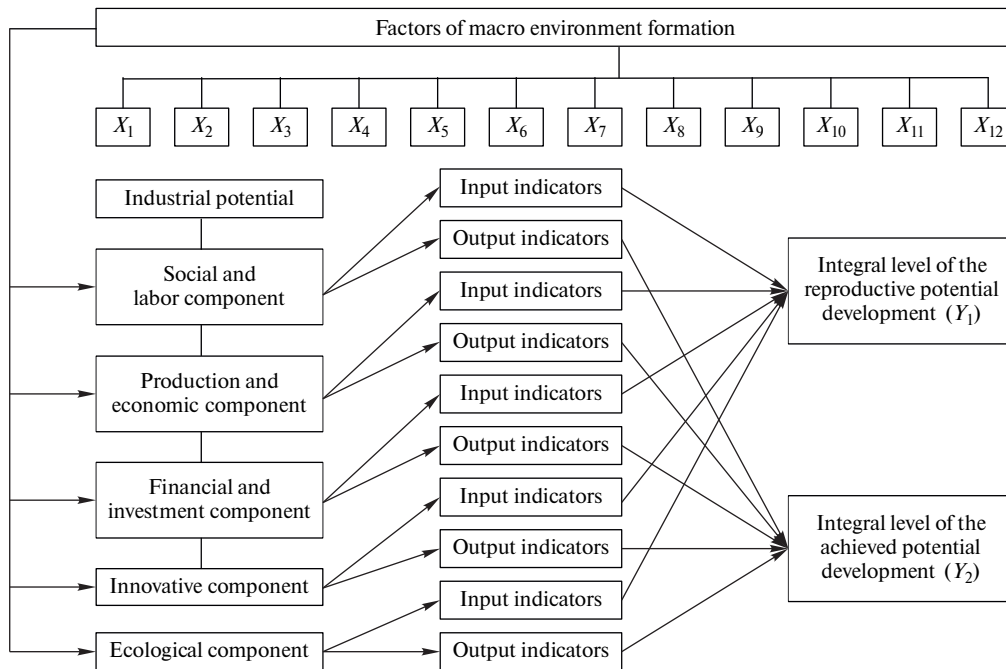 Factors of macro environment formation
X1 X2 X3 X4 X5 X6 X7 X8 X9 X10 X11 X12
Industrial potential
Social and
labor component
Production and
economic component
Financial and
investment component
Innovative component
Ecological component
Input indicators
Output indicators
Input indicators
Output indicators
Input indicators
Output indicators
Input indicators
Output indicators
Input indicators
Output indicators
Integral level of the
reproductive potential
development (Y1)
Integral level of the
achieved potential
development (Y2)